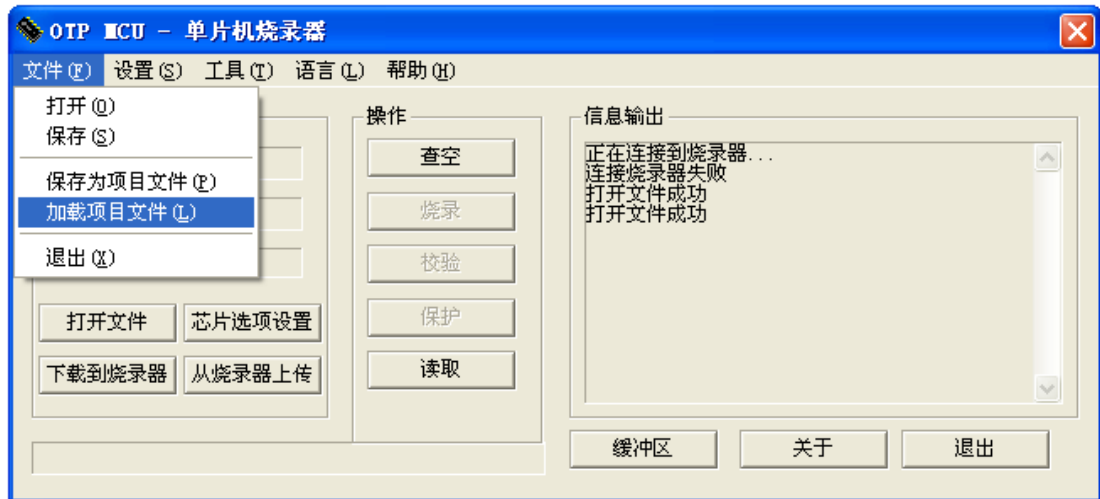 OTP MCU - 单片机烧录器
文件(F) 设置(S) 工具(T) 语言(L) 帮助(H)
打开(O)
保存(S)
保存为项目文件(P)
加载项目文件(L)
退出(X)
打开文件 芯片选项设置
下载到烧录器 从烧录器上传
操作
查空
烧录
校验
保护
读取
信息输出
正在连接到烧录器...
连接烧录器失败
打开文件成功
打开文件成功
缓冲区 关于 退出